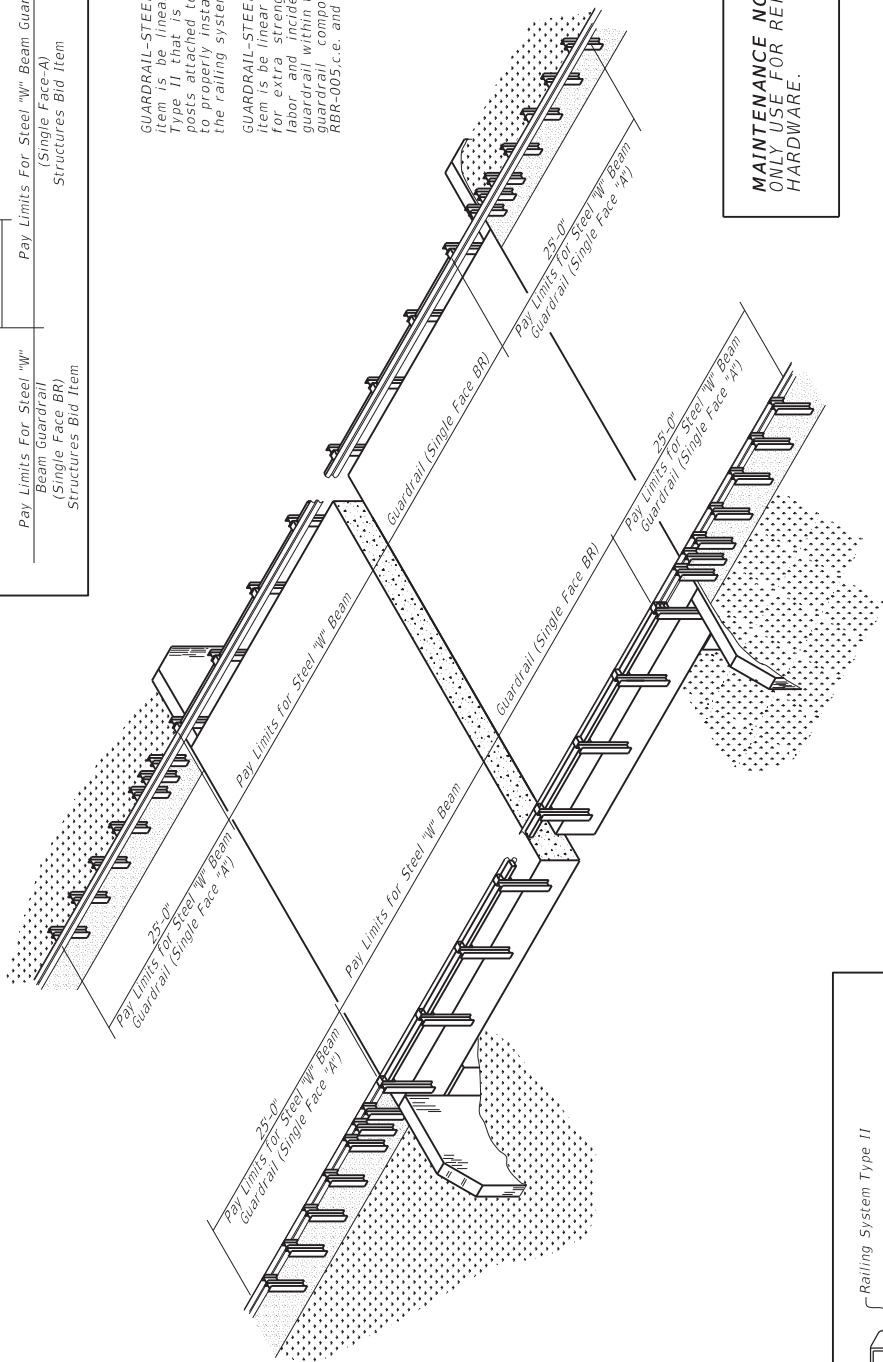 Pay Limits For Steel "W"
Beam Guardrail
(Single Face BR)
Structures Bid Item
Pay Limits For Steel "W" Beam Guar
(Single Face-A)
Structures Bid Item
GUARDRAIL-STEEL
item is be linear
Type II that is
posts attached to
to properly insta
the railing system
GUARDRAIL-STEEL
item is be linear
for extra streng
labor and incide
guardrail within
guardrail compo
RBR-005,c.e. and
MAINTENANCE NO
ONLY USE FOR REP
HARDWARE.
25'-0"
Pay Limits for Steel "W" Beam
Guardrail (Single Face "A")
Pay Limits for Steel "W" Beam
Guardrail (Single Face BR)
25'-0"
Pay Limits for Steel "W" Beam
Guardrail (Single Face "A")
25'-0"
Pay Limits for Steel "W" Beam
Guardrail (Single Face "A")
Pay Limits for Steel "W" Beam
Guardrail (Single Face BR)
25'-0"
Pay Limits for Steel "W" Beam
Guardrail (Single Face "A")
Railing System Type II